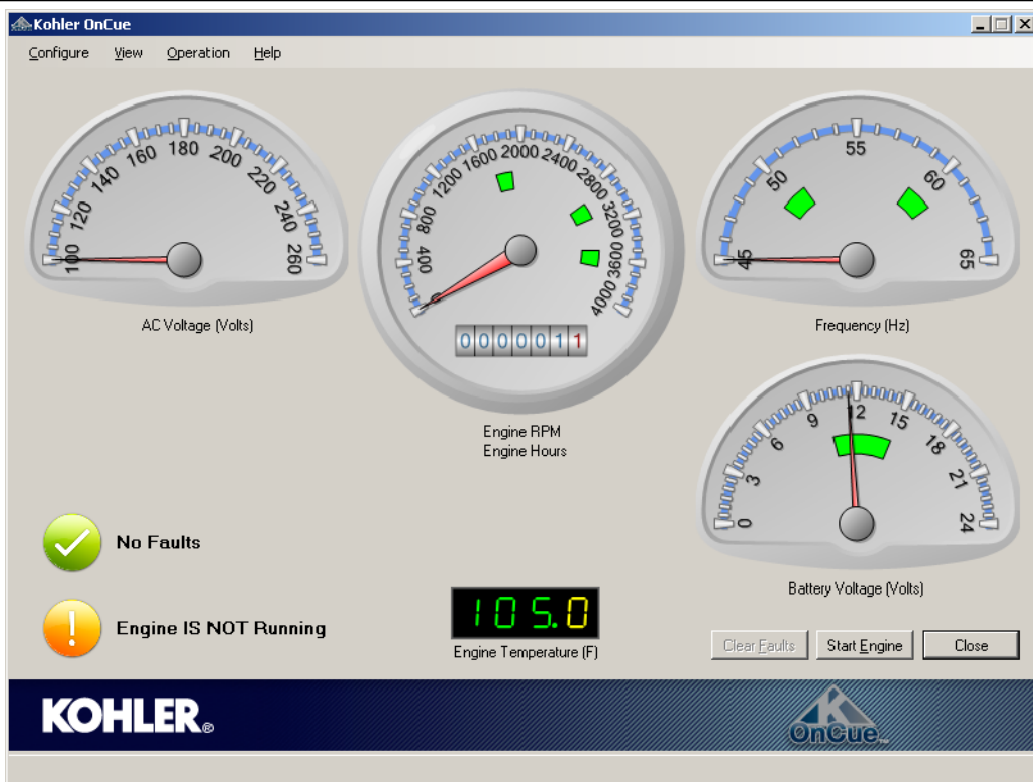 Kohler OnCue
Configure View Operation Help
100 120 140 160 180 200 220 240 260
AC Voltage (Volts)
0 400 800 1200 1600 2000 2400 2800 3200 3600 4000
0000011
Engine RPM
Engine Hours
45 50 55 60 65
Frequency (Hz)
0 3 6 9 12 15 18 21 24
Battery Voltage (Volts)
No Faults
Engine IS NOT Running
105.0
Engine Temperature (F)
Clear Faults Start Engine Close
KOHLER®
K
OnCue™